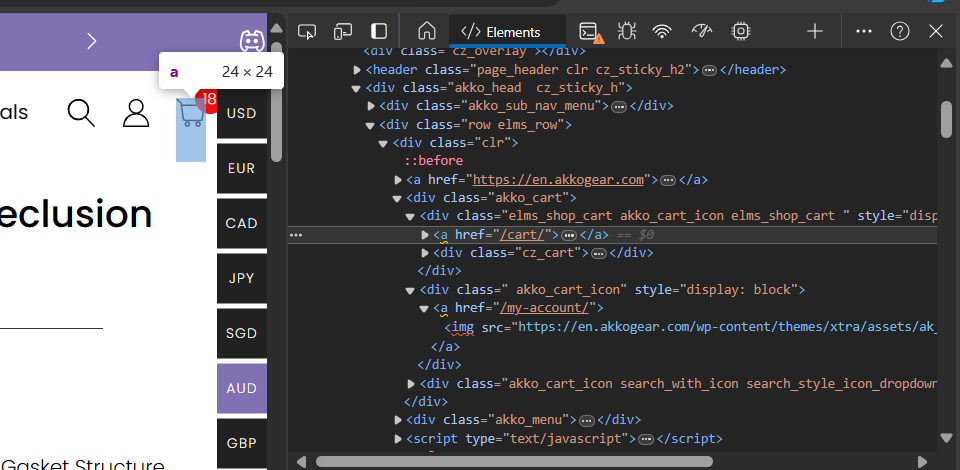 a 24 × 24
als
18
USD
EUR
eclusion
CAD
JPY
SGD
AUD
GBP
Gasket Structure
</> Elements
<div class="cz_overlay"></div>
<header class="page_header clr cz_sticky_h2">…</header>
<div class="akko_head  cz_sticky_h">
<div class="akko_sub_nav_menu">…</div>
<div class="row elms_row">
<div class="clr">
::before
<a href="https://en.akkogear.com">…</a>
<div class="akko_cart">
<div class="elms_shop_cart akko_cart_icon elms_shop_cart " style="disp
… <a href="/cart/">…</a> == $0
<div class="cz_cart">…</div>
</div>
<div class=" akko_cart_icon" style="display: block">
<a href="/my-account/">
<img src="https://en.akkogear.com/wp-content/themes/xtra/assets/ak_
</a>
</div>
<div class="akko_cart_icon search_with_icon search_style_icon_dropdown
</div>
<div class="akko_menu">…</div>
<script type="text/javascript">…</script>